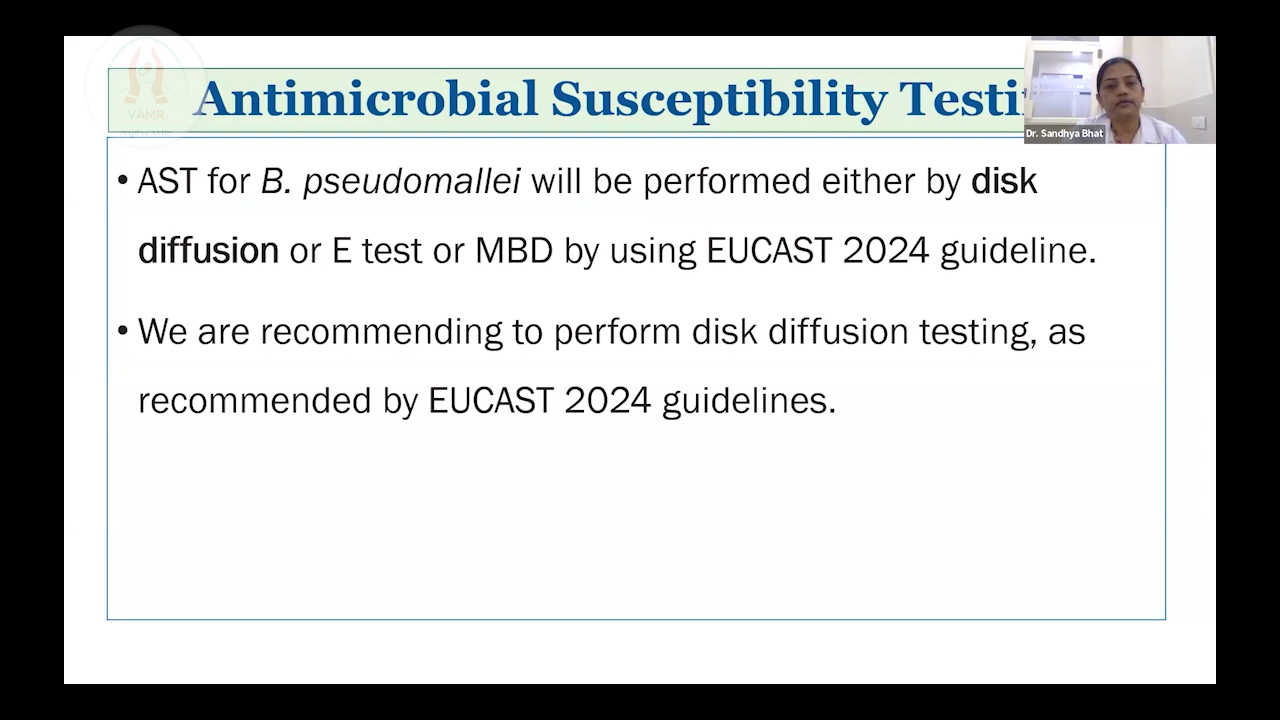 VAMR
Antimicrobial Susceptibility Testi
Dr. Sandhya Bhat
• AST for B. pseudomallei will be performed either by disk
diffusion or E test or MBD by using EUCAST 2024 guideline.
• We are recommending to perform disk diffusion testing, as
recommended by EUCAST 2024 guidelines.